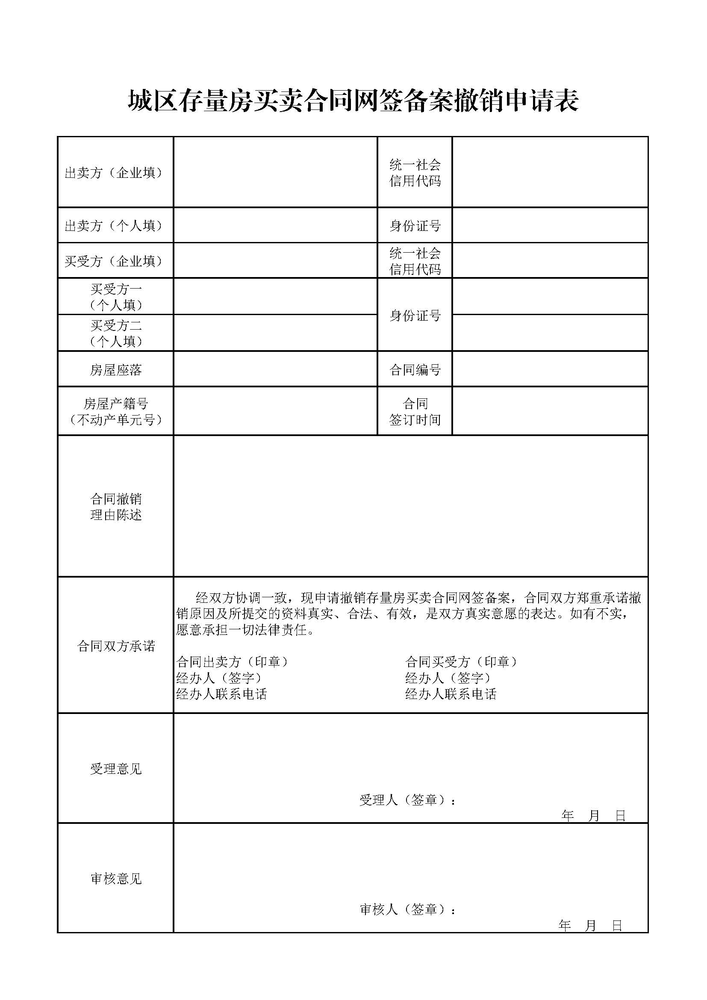 城区存量房买卖合同网签备案撤销申请表
出卖方（企业填）
统一社会
信用代码
出卖方（个人填）
身份证号
买受方（企业填）
统一社会
信用代码
买受方一
（个人填）
身份证号
买受方二
（个人填）
房屋座落
合同编号
房屋产籍号
（不动产单元号）
合同
签订时间
合同撤销
理由陈述
合同双方承诺
经双方协调一致，现申请撤销存量房买卖合同网签备案，合同双方郑重承诺撤
销原因及所提交的资料真实、合法、有效，是双方真实意愿的表达。如有不实，
愿意承担一切法律责任。
合同出卖方（印章） 合同买受方（印章）
经办人（签字） 经办人（签字）
经办人联系电话 经办人联系电话
受理意见
受理人（签章）：
年 月 日
审核意见
审核人（签章）：
年 月 日